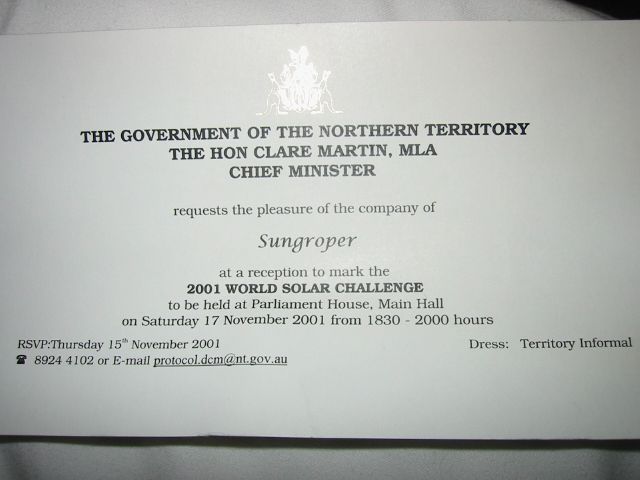 THE GOVERNMENT OF THE NORTHERN TERRITORY
THE HON CLARE MARTIN, MLA
CHIEF MINISTER
requests the pleasure of the company of
Sungroper
at a reception to mark the
2001 WORLD SOLAR CHALLENGE
to be held at Parliament House, Main Hall
on Saturday 17 November 2001 from 1830 - 2000 hours
RSVP:Thursday 15th November 2001
Dress: Territory Informal
☎ 8924 4102 or E-mail protocol.dcm@nt.gov.au